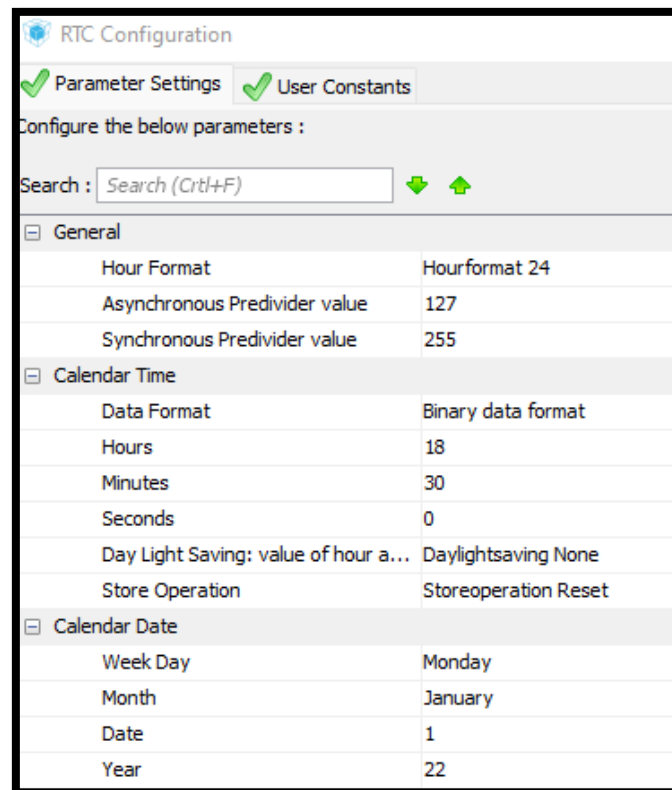 RTC Configuration
Parameter Settings User Constants
Configure the below parameters :
Search : Search (Crtl+F)
General
Hour Format Hourformat 24
Asynchronous Predivider value 127
Synchronous Predivider value 255
Calendar Time
Data Format Binary data format
Hours 18
Minutes 30
Seconds 0
Day Light Saving: value of hour a... Daylightsaving None
Store Operation Storeoperation Reset
Calendar Date
Week Day Monday
Month January
Date 1
Year 22